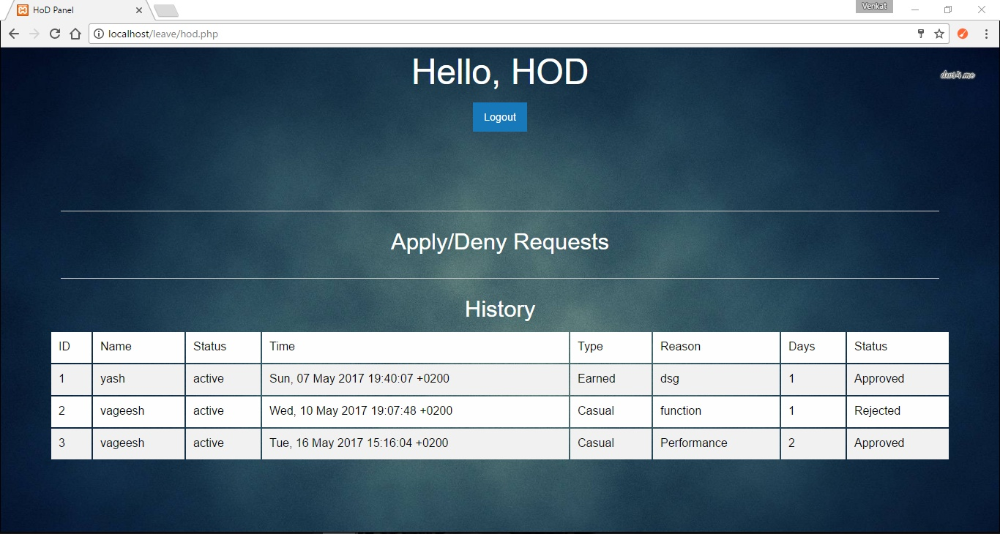 HoD Panel
Venkat
localhost/leave/hod.php
Hello, HOD
Logout
Apply/Deny Requests
History
ID Name Status Time Type Reason Days Status
1 yash active Sun, 07 May 2017 19:40:07 +0200 Earned dsg 1 Approved
2 vageesh active Wed, 10 May 2017 19:07:48 +0200 Casual function 1 Rejected
3 vageesh active Tue, 16 May 2017 15:16:04 +0200 Casual Performance 2 Approved